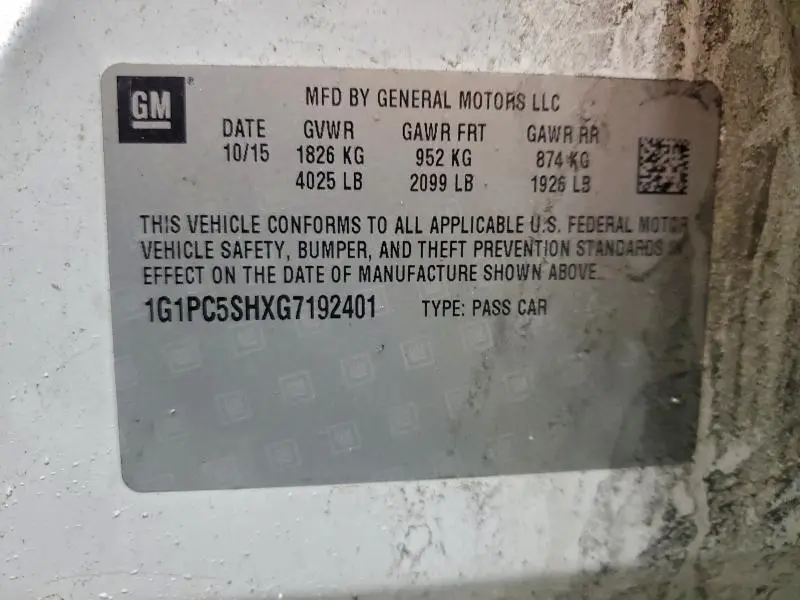 GM
MFD BY GENERAL MOTORS LLC
DATE GVWR GAWR FRT GAWR RR
10/15 1826 KG 952 KG 874 KG
4025 LB 2099 LB 1926 LB
THIS VEHICLE CONFORMS TO ALL APPLICABLE U.S. FEDERAL MOTOR
VEHICLE SAFETY, BUMPER, AND THEFT PREVENTION STANDARDS IN
EFFECT ON THE DATE OF MANUFACTURE SHOWN ABOVE.
1G1PC5SHXG7192401 TYPE: PASS CAR